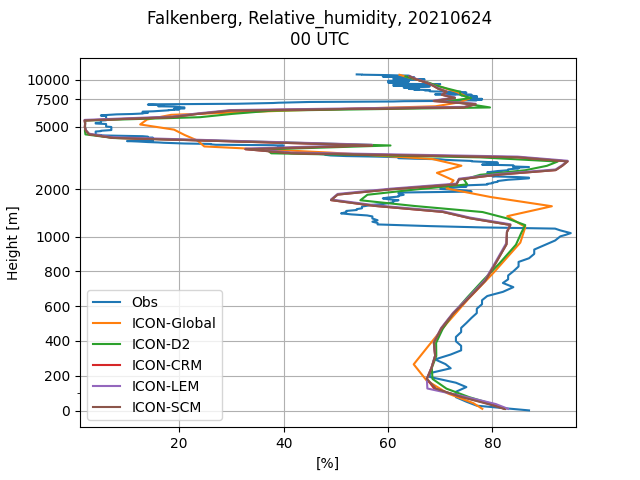 Falkenberg, Relative_humidity, 20210624
00 UTC
10000
7500
5000
2000
1000
800
600
400
200
0
Height [m]
Obs
ICON-Global
ICON-D2
ICON-CRM
ICON-LEM
ICON-SCM
20
40
60
80
[%]